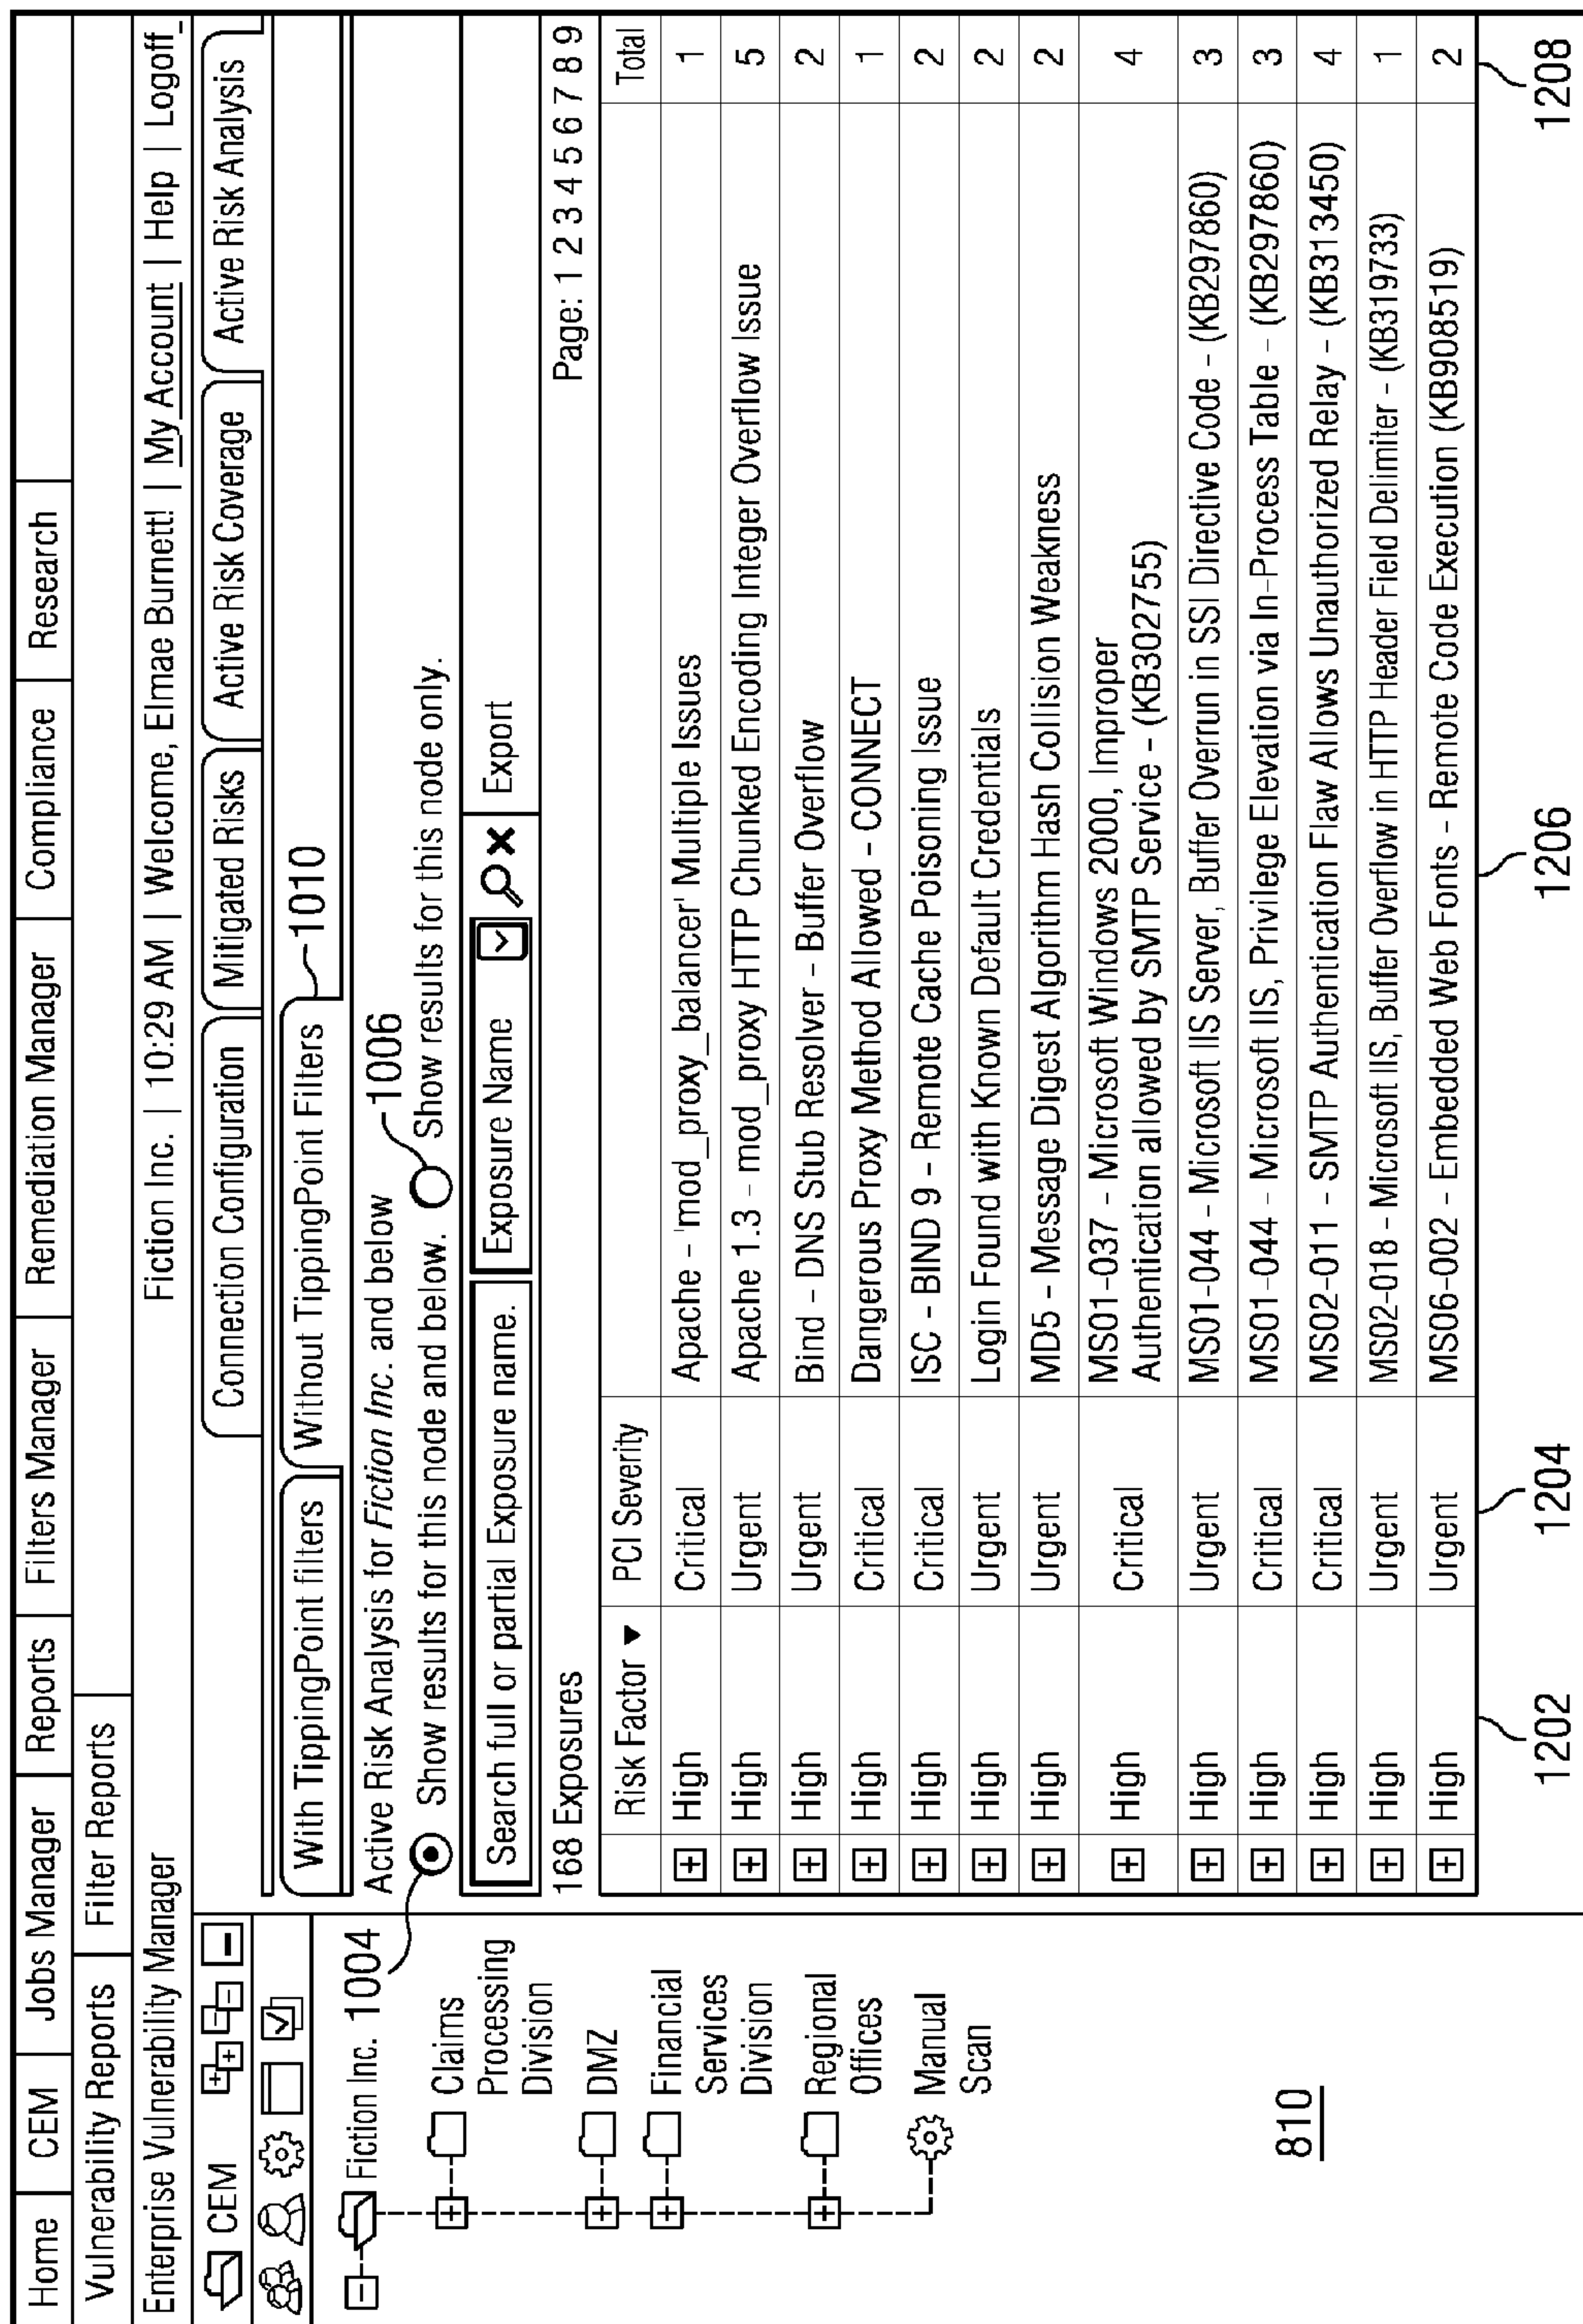 Home CEM Jobs Manager Reports Filters Manager Remediation Manager Compliance Research
Vulnerability Reports Filter Reports
Enterprise Vulnerability Manager Fiction Inc. | 10:29 AM | Welcome, Elmae Burnett! | My Account | Help | Logoff
CEM
Connection Configuration Mitigated Risks Active Risk Coverage Active Risk Analysis
With TippingPoint filters Without TippingPoint Filters 1010
Fiction Inc. 1004
Claims
Processing
Division
DMZ
Financial
Services
Division
Regional
Offices
Manual
Scan
Active Risk Analysis for Fiction Inc. and below 1006
Show results for this node and below. Show results for this node only.
Search full or partial Exposure name. Exposure Name Export
168 Exposures Page: 1 2 3 4 5 6 7 8 9
Risk Factor ▼ PCI Severity Total
High Critical Apache - 'mod_proxy_balancer' Multiple Issues 1
High Urgent Apache 1.3 - mod_proxy HTTP Chunked Encoding Integer Overflow Issue 5
High Urgent Bind - DNS Stub Resolver - Buffer Overflow 2
High Critical Dangerous Proxy Method Allowed - CONNECT 1
High Critical ISC - BIND 9 - Remote Cache Poisoning Issue 2
High Urgent Login Found with Known Default Credentials 2
High Urgent MD5 - Message Digest Algorithm Hash Collision Weakness 2
High Critical MS01-037 - Microsoft Windows 2000, Improper 4
Authentication allowed by SMTP Service - (KB302755)
High Urgent MS01-044 - Microsoft IIS Server, Buffer Overrun in SSI Directive Code - (KB297860) 3
High Critical MS01-044 - Microsoft IIS, Privilege Elevation via In-Process Table - (KB297860) 3
High Critical MS02-011 - SMTP Authentication Flaw Allows Unauthorized Relay - (KB313450) 4
High Urgent MS02-018 - Microsoft IIS, Buffer Overflow in HTTP Header Field Delimiter - (KB319733) 1
High Urgent MS06-002 - Embedded Web Fonts - Remote Code Execution (KB908519) 2
1202 1204 1206 1208
810